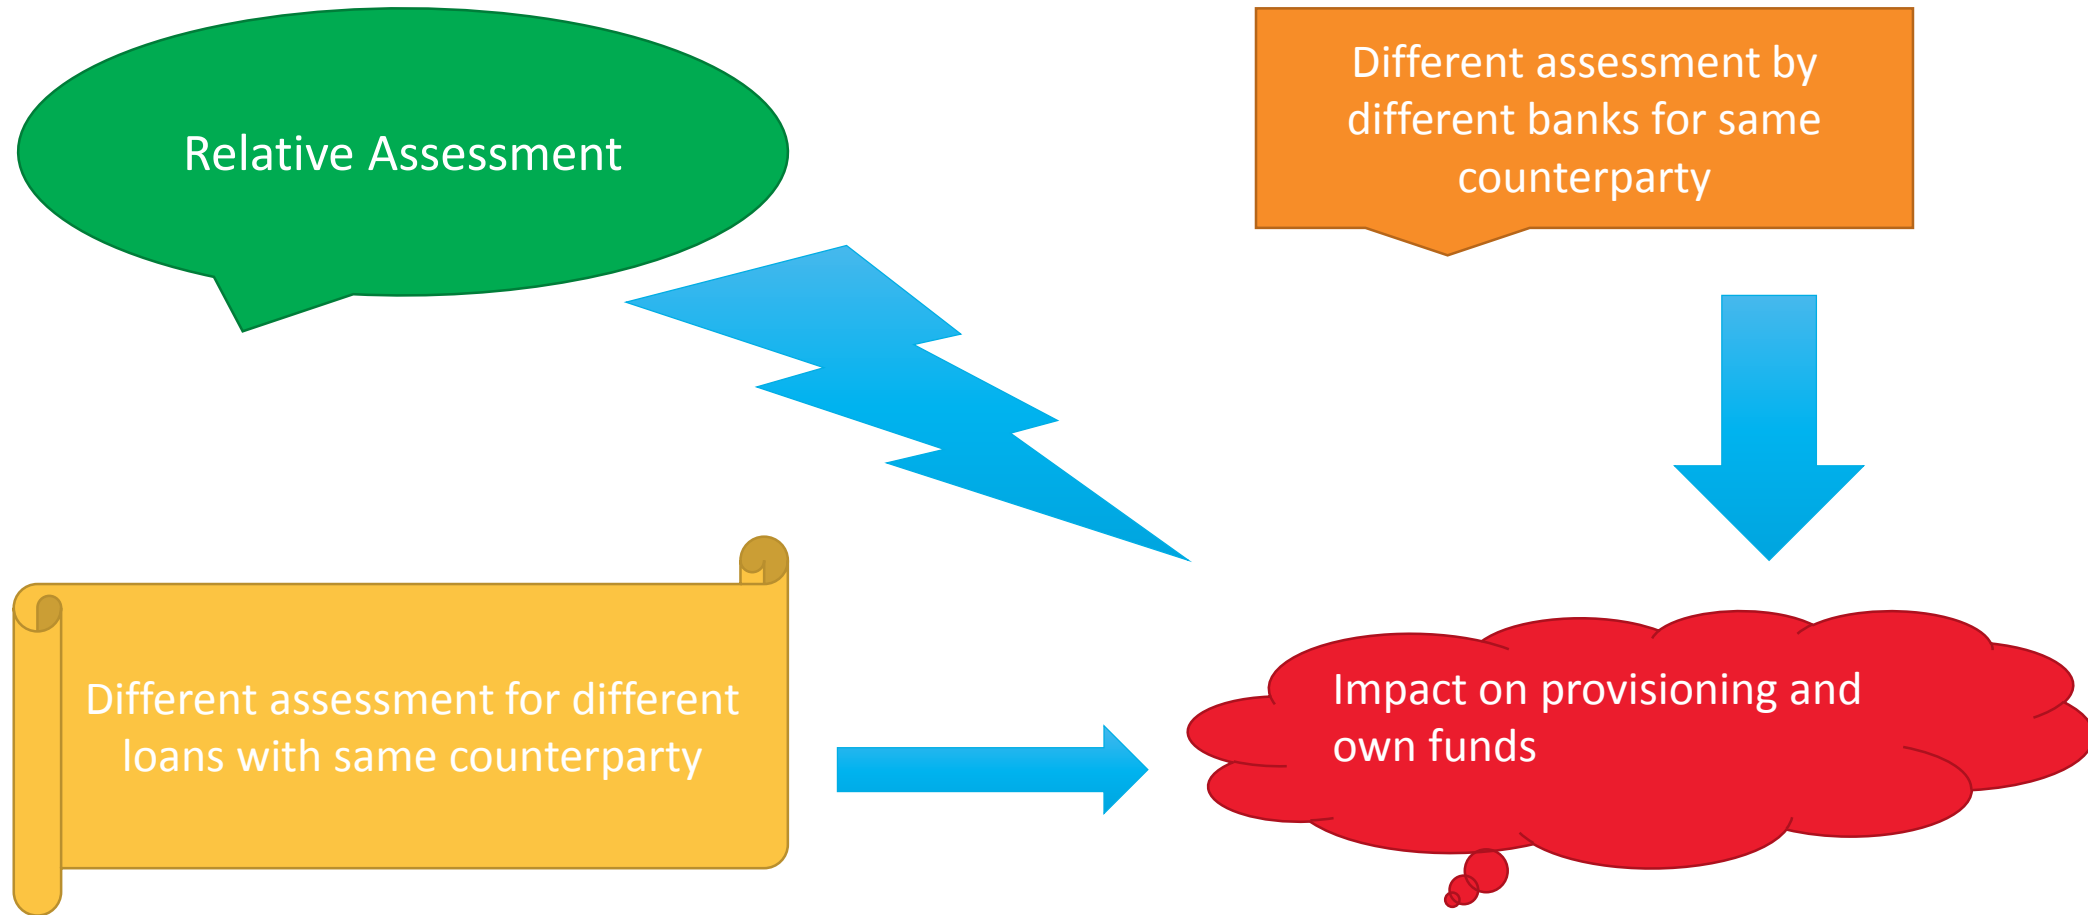 Relative Assessment
Different assessment by
different banks for same
counterparty
Different assessment for different
loans with same counterparty
Impact on provisioning and
own funds